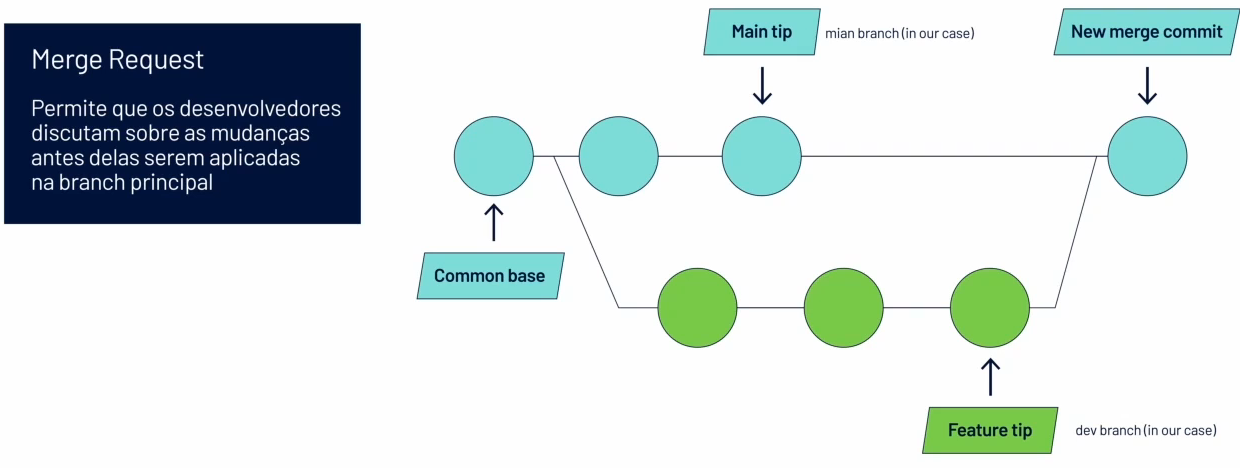 Merge Request
Permite que os desenvolvedores
discutam sobre as mudanças
antes delas serem aplicadas
na branch principal
Main tip
mian branch (in our case)
New merge commit
Common base
Feature tip
dev branch (in our case)